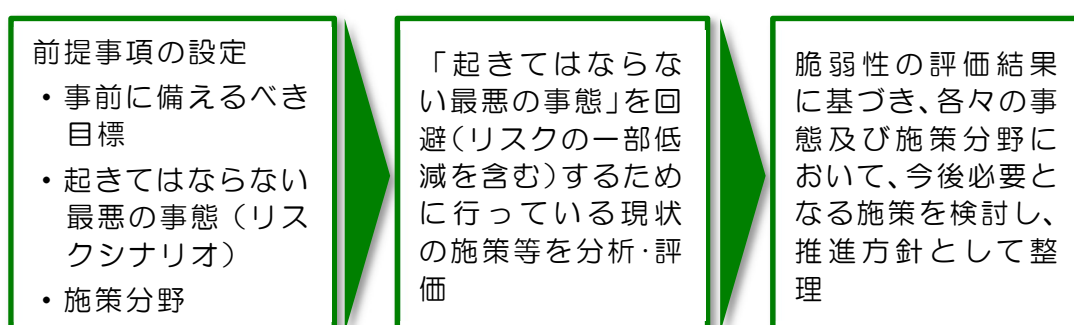 前提事項の設定
・事前に備えるべき
目標
・起きてはならない
最悪の事態（リス
クシナリオ）
・施策分野
「起きてはならな
い最悪の事態」を回
避（リスクの一部低
減を含む）するため
に行っている現状
の施策等を分析・評
価
脆弱性の評価結果
に基づき、各々の事
態及び施策分野に
おいて、今後必要と
なる施策を検討し、
推進方針として整
理